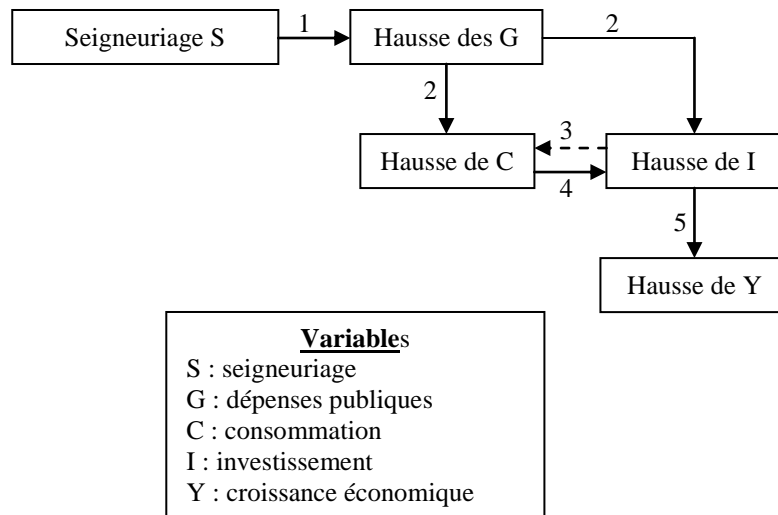 Seigneuriage S
1
Hausse des G
2
2
Hausse de C
3
4
Hausse de I
5
Hausse de Y
Variables
S : seigneuriage
G : dépenses publiques
C : consommation
I : investissement
Y : croissance économique